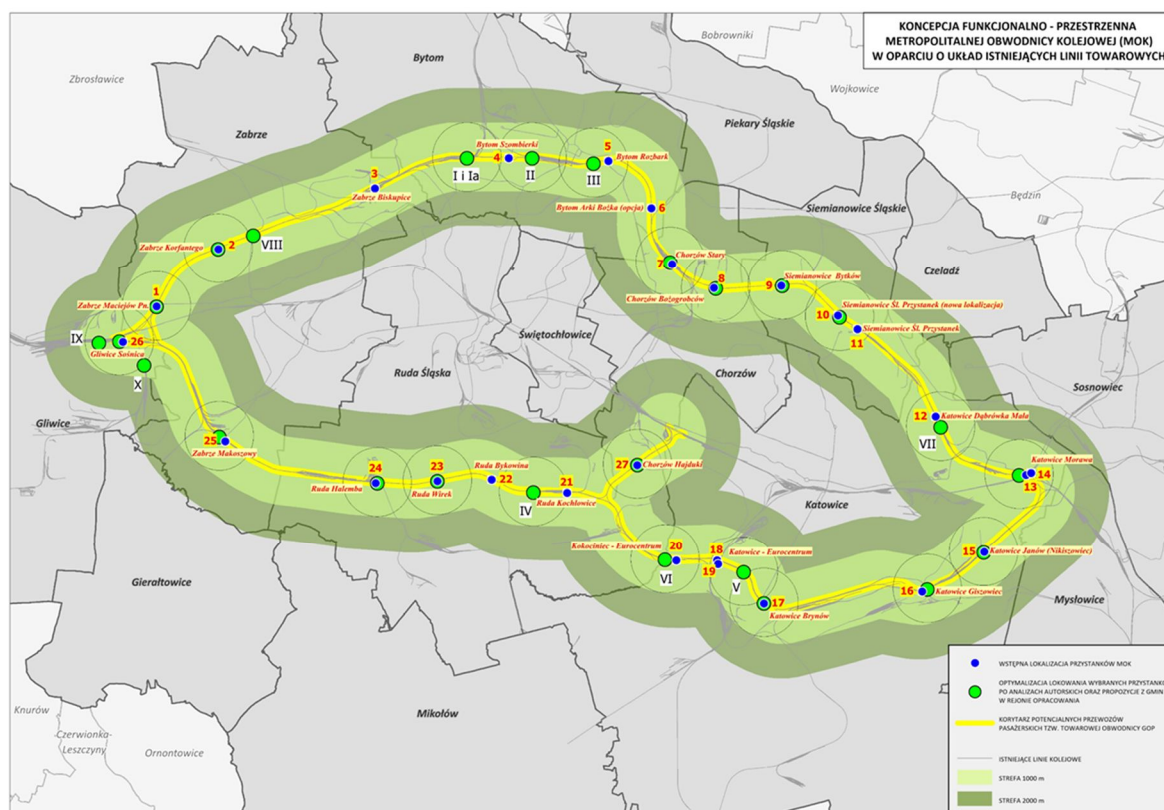 KONCEPCJA FUNKCJONALNO - PRZESTRZENNA
METROPOLITALNEJ OBWODNICY KOLEJOWEJ (MOK)
W OPARCIU O UKŁAD ISTNIEJĄCYCH LINII TOWAROWYCH
Bobrowniki
Bytom
Zbrosławice
Wojkowice
Zabrze
Piekary Śląskie
Bytom Szombierki
5
4
Bytom Rozbark
I i Ia
II
III
3
Zabrze Biskupice
Będzin
Bytom Arki Bożka (opcja)
6
Siemianowice Śląskie
Zabrze Korfantego
2
VIII
Chorzów Stary
7
Czeladź
8
9
Siemianowice Bytków
1
Chorzów Bażogrobców
Zabrze Maciejów Pn.
Siemianowice Śl. Przystanek (nowa lokalizacja)
10
Siemianowice Śl. Przystanek
11
IX
26
Gliwice Sośnica
Świętochłowice
X
Ruda Śląska
Chorzów
Sosnowiec
Gliwice
12
Katowice Dąbrówka Mała
VII
25
Zabrze Makoszowy
Katowice Morawa
27
Chorzów Hajduki
14
13
24
23
Ruda Bykowina
22
21
Ruda Halemba
Ruda Wirek
IV
Ruda Kochłowice
Katowice
Kokociniec - Eurocentrum
20
18
Katowice - Eurocentrum
15
Katowice Janów (Nikiszowiec)
VI
19
V
Gierałtowice
16
Katowice Giszowiec
17
Katowice Brynów
Mysłowice
WSTĘPNA LOKALIZACJA PRZYSTANKÓW MOK
OPTYMALIZACJA LOKOWANIA WYBRANYCH PRZYSTANKÓ
PO ANALIZACH AUTORSKICH ORAZ PROPOZYCJE Z GMIN
W REJONIE OPRACOWANIA
Knurów
Mikołów
KORYTARZ POTENCJALNYCH PRZEWOZÓW
PASAŻERSKICH TZW. TOWAROWEJ OBWODNICY GOP
Czerwionka-
Leszczyny
Ornontowice
ISTNIEJĄCE LINIE KOLEJOWE
STREFA 1000 m
STREFA 2000 m